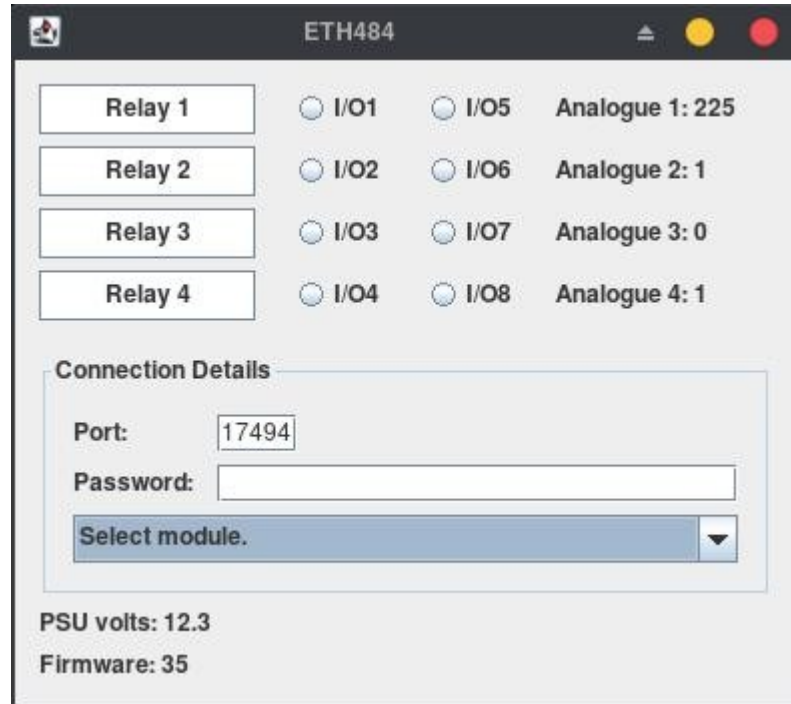 ETH484
Relay 1 I/O1 I/O5 Analogue 1: 225
Relay 2 I/O2 I/O6 Analogue 2: 1
Relay 3 I/O3 I/O7 Analogue 3: 0
Relay 4 I/O4 I/O8 Analogue 4: 1
Connection Details
Port: 17494
Password:
Select module.
PSU volts: 12.3
Firmware: 35